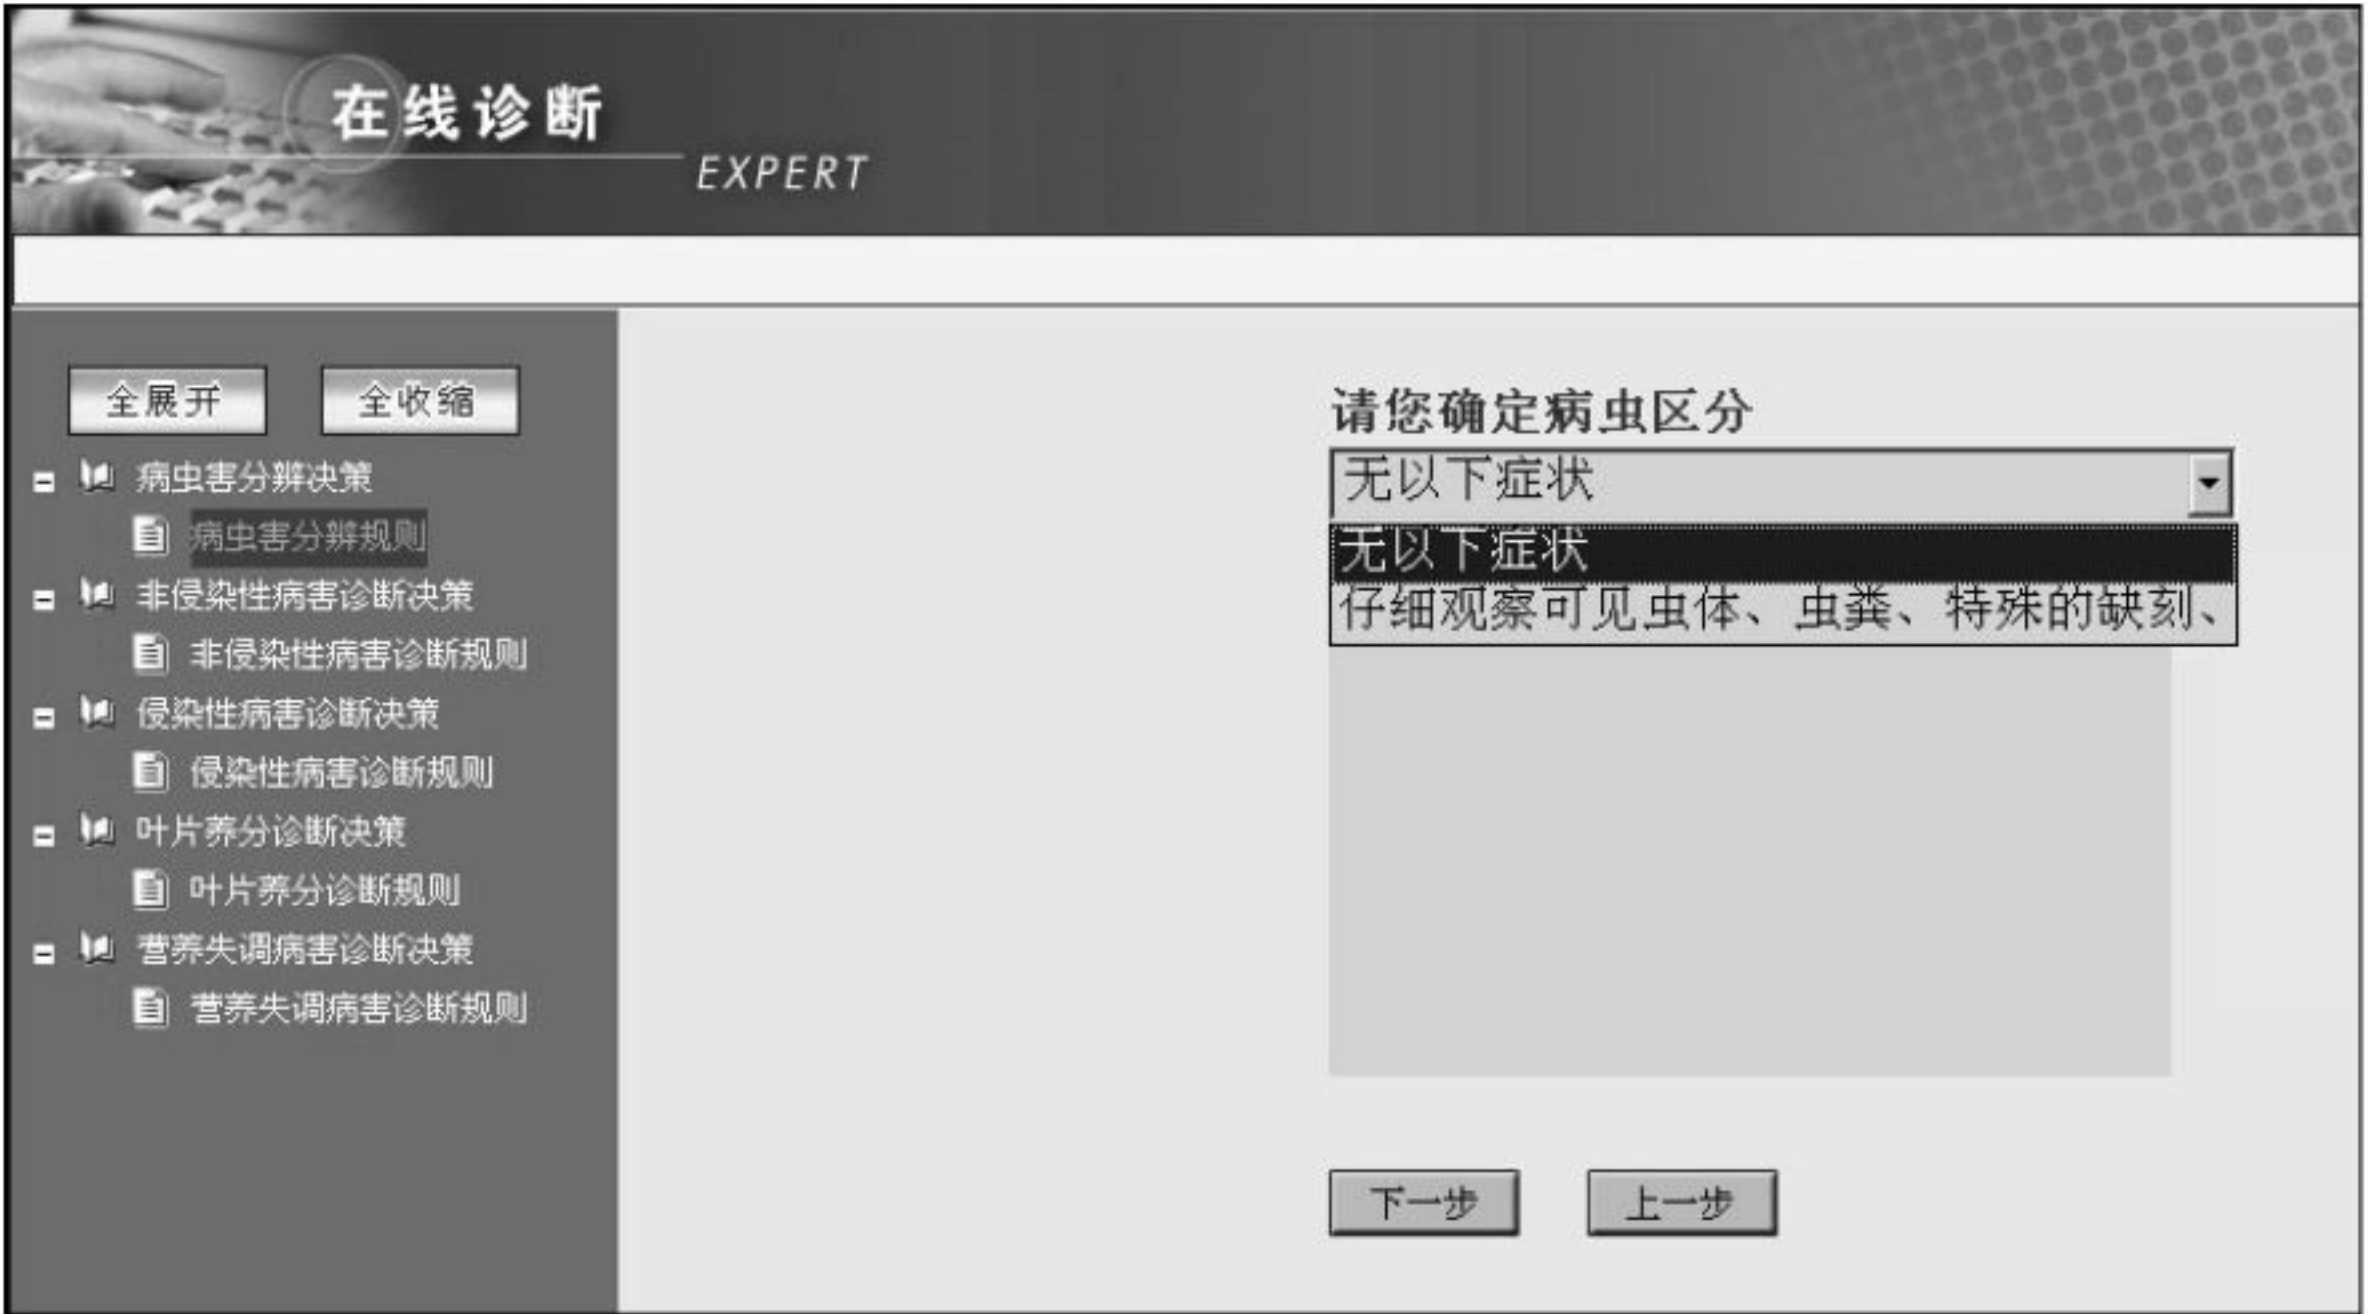 在线诊断
EXPERT
全展开
全收缩
病虫害分辨决策
病虫害分辨规则
非侵染性病害诊断决策
非侵染性病害诊断规则
侵染性病害诊断决策
侵染性病害诊断规则
叶片养分诊断决策
叶片养分诊断规则
营养失调病害诊断决策
营养失调病害诊断规则
请您确定病虫区分
无以下症状
无以下症状
仔细观察可见虫体、虫粪、特殊的缺刻、
下一步
上一步